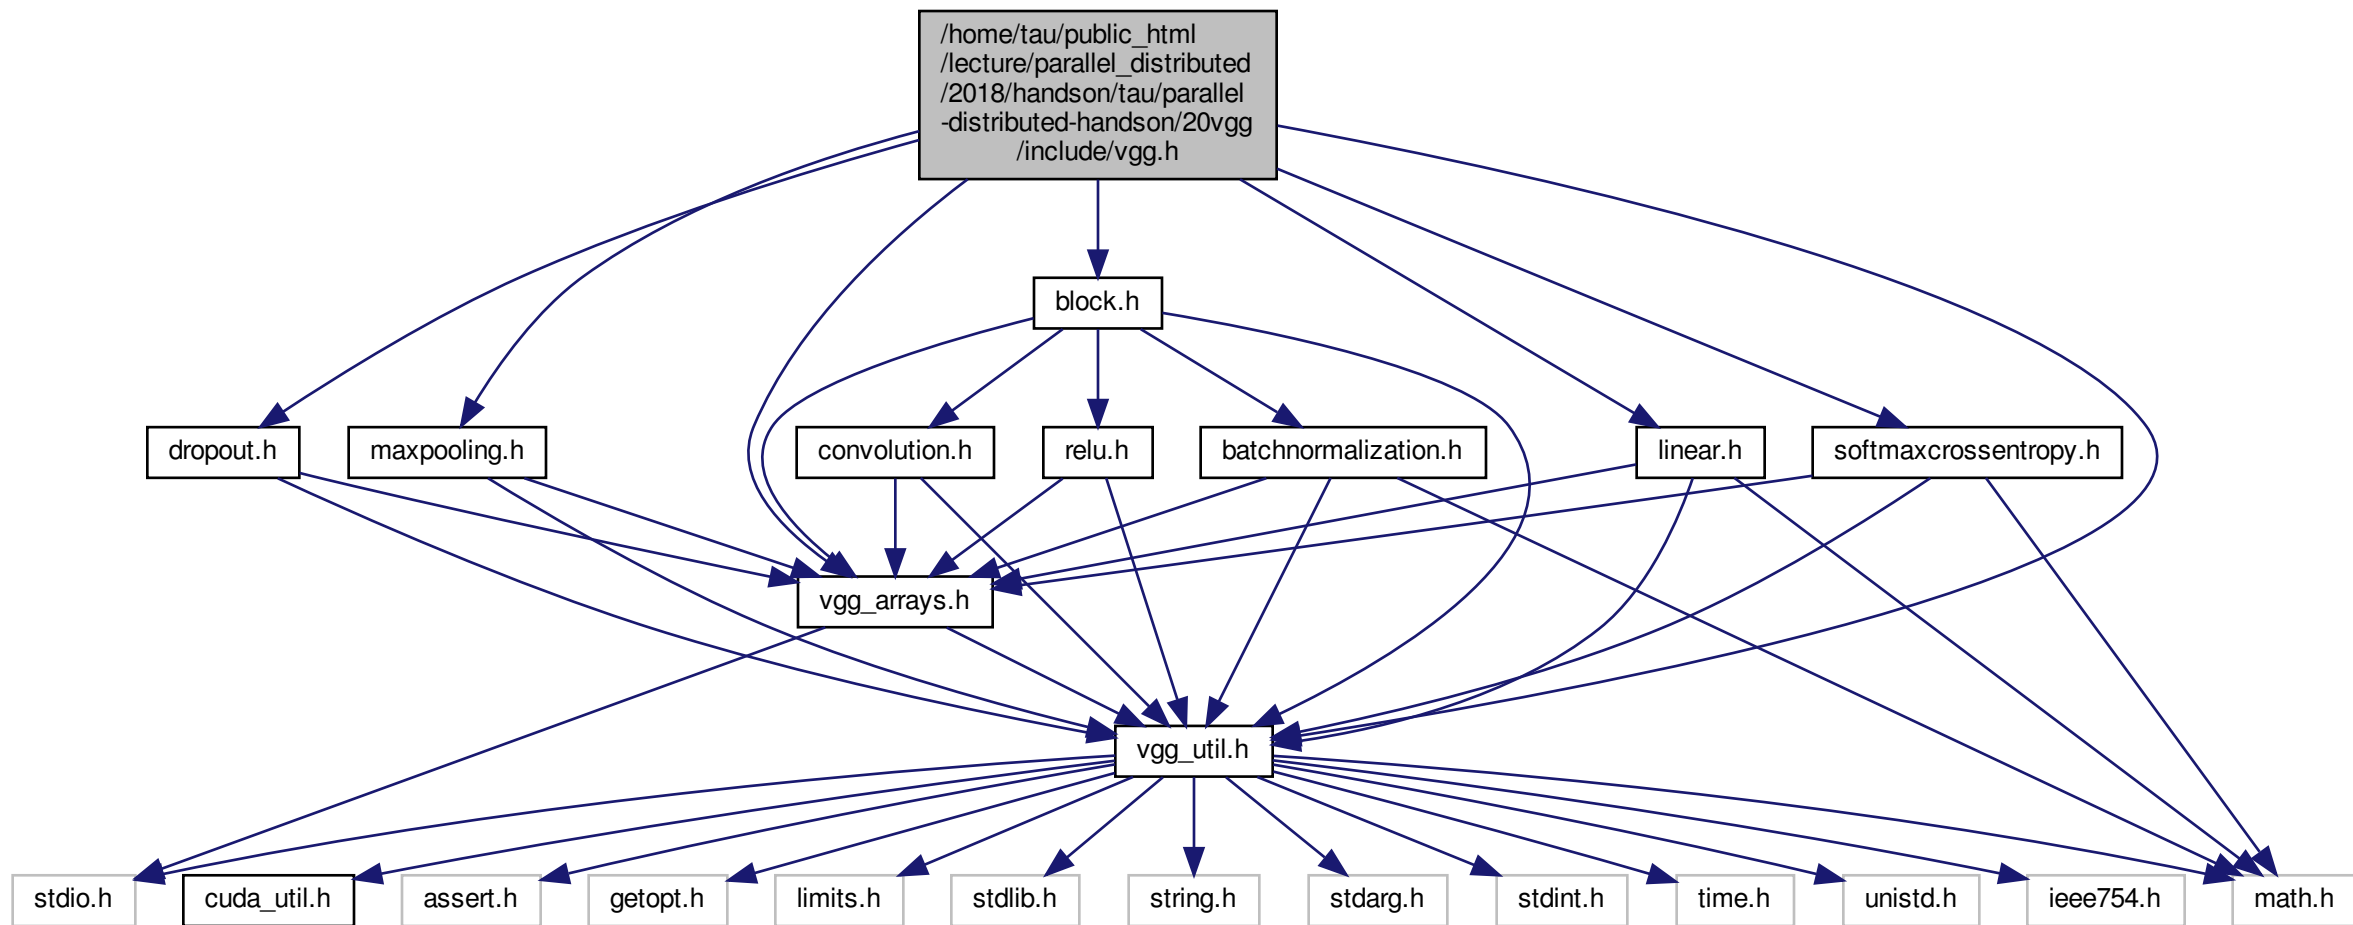 /home/tau/public_html
/lecture/parallel_distributed
/2018/handson/tau/parallel
-distributed-handson/20vgg
/include/vgg.h
block.h
dropout.h
maxpooling.h
convolution.h
relu.h
batchnormalization.h
linear.h
softmaxcrossentropy.h
vgg_arrays.h
vgg_util.h
stdio.h
cuda_util.h
assert.h
getopt.h
limits.h
stdlib.h
string.h
stdarg.h
stdint.h
time.h
unistd.h
ieee754.h
math.h